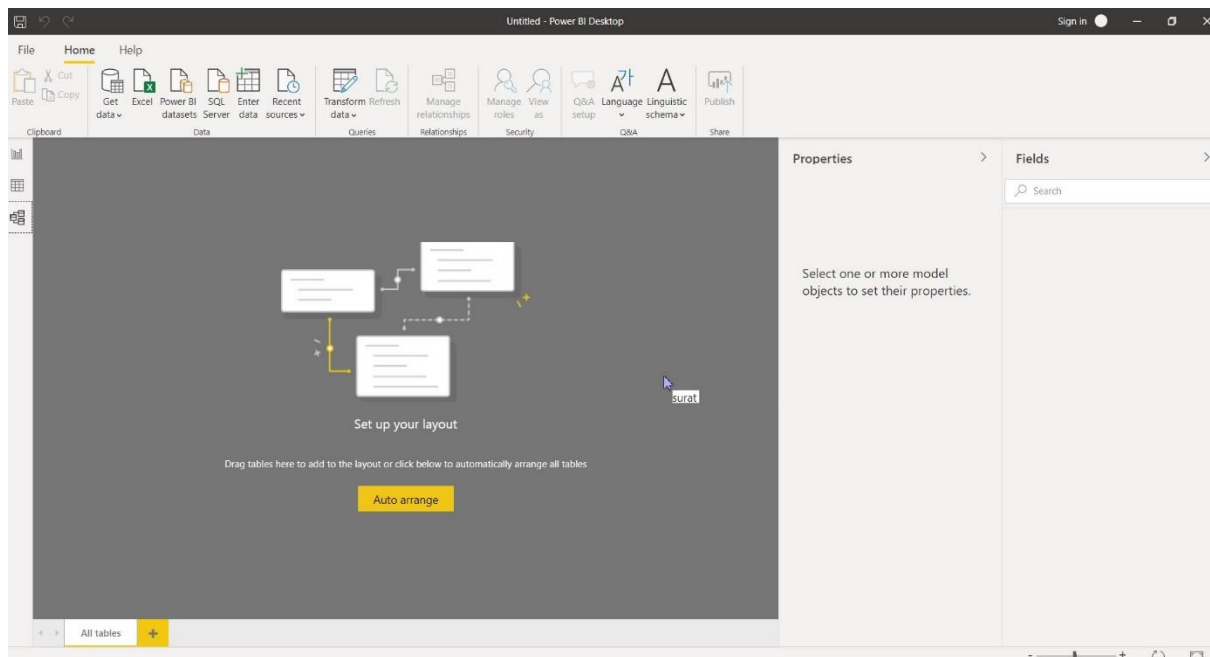 Untitled - Power BI Desktop
Sign in
File Home Help
Paste
Cut
Copy
Clipboard
Get data
Excel
Power BI datasets
SQL Server
Enter data
Recent sources
Data
Transform data
Refresh
Queries
Manage relationships
Relationships
Manage roles
View as
Security
Q&A setup
Language
Linguistic schema
Q&A
Publish
Share
Properties
Select one or more model
objects to set their properties.
Fields
Search
surat
Set up your layout
Drag tables here to add to the layout or click below to automatically arrange all tables
Auto arrange
All tables